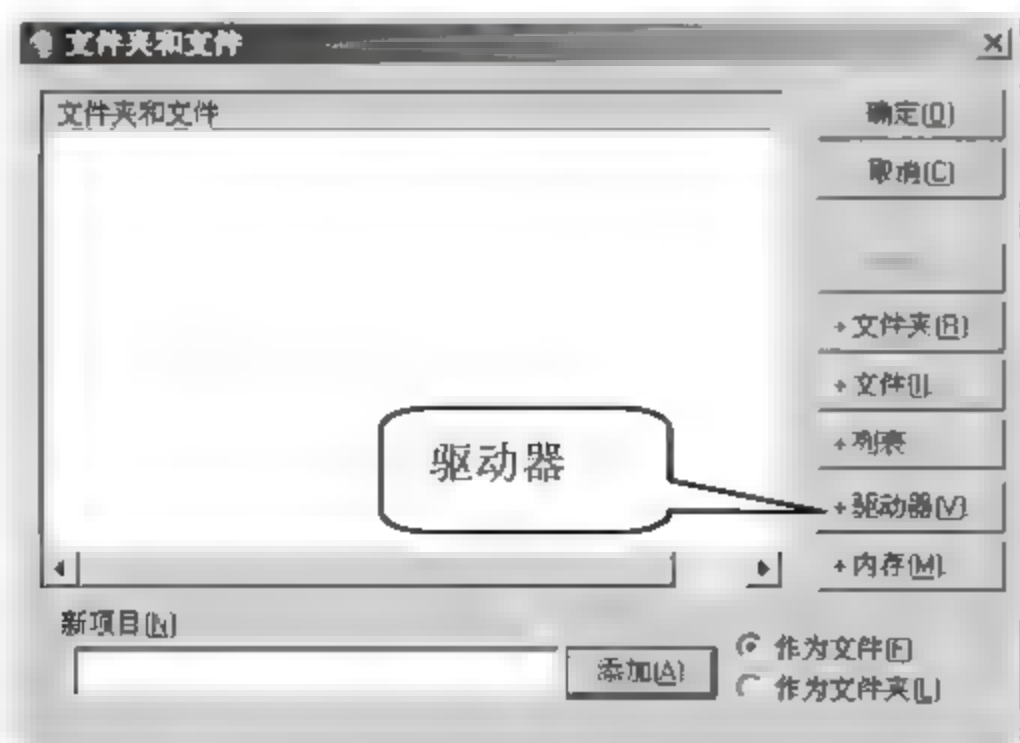 文件夹和文件
文件夹和文件
确定(O)
取消(C)
+文件夹(R)
+文件(I)
+列表
驱动器
+驱动器(V)
+内存(M)
新项目(N)
添加(A)
作为文件(F)
作为文件夹(L)